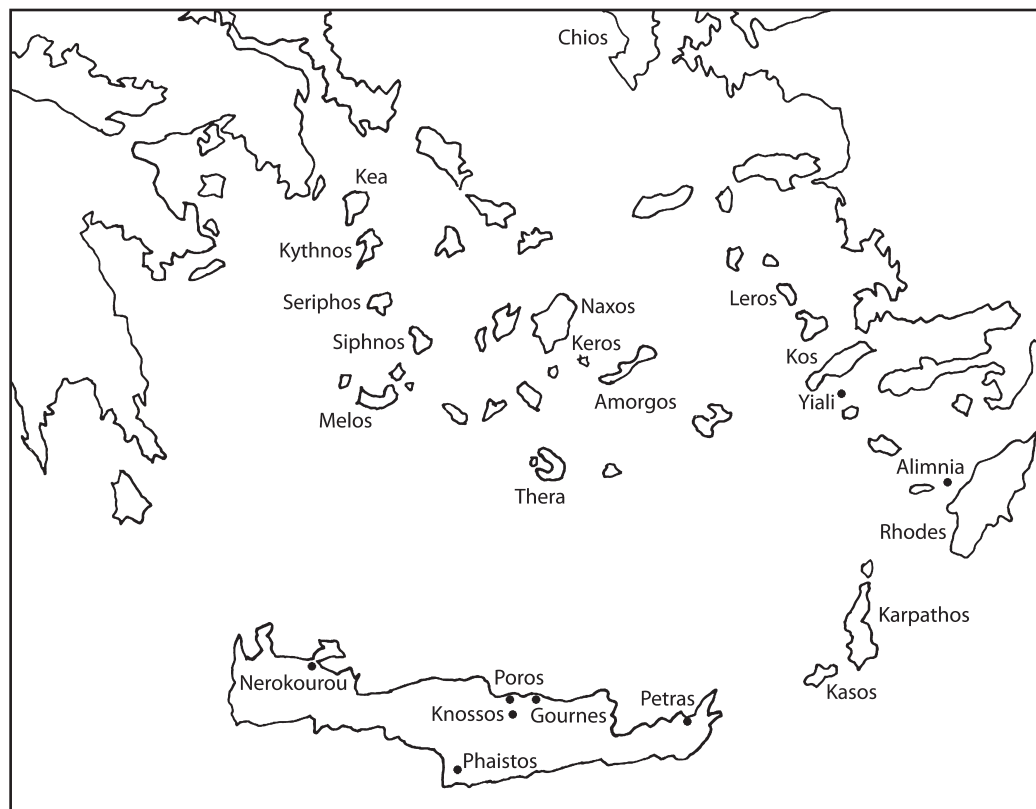 Chios
Kea
Kythnos
Seriphos
Leros
Naxos
Siphnos
Keros
Kos
Amorgos
Yiali
Melos
Alimnia
Thera
Rhodes
Karpathos
Poros
Nerokourou
Kasos
Petras
Knossos
Gournes
Phaistos